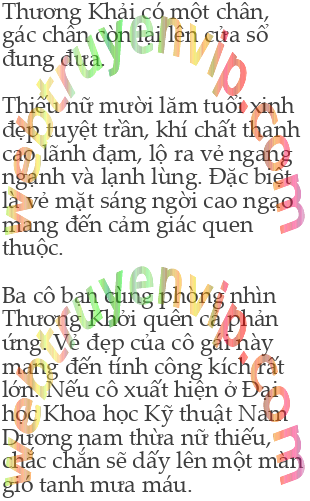 Thương Khải có một chân,
gác chân còn lại lên cửa sổ
đung đưa.
Thiếu nữ mười lăm tuổi xinh
đẹp tuyệt trần, khí chất thanh
cao lãnh đạm, lộ ra vẻ ngang
ngạnh và lạnh lùng. Đặc biệt
là vẻ mặt sáng ngời cao ngạo
mang đến cảm giác quen
thuộc.
Ba cô bạn cùng phòng nhìn
Thương Khởi quên cả phản
ứng. Vẻ đẹp của cô gái này
mang đến tính công kích rất
lớn. Nếu cô xuất hiện ở Đại
học Khoa học Kỹ thuật Nam
Dương nam thừa nữ thiếu,
chắc chắn sẽ dấy lên một màn
gió tanh mưa máu.
webtruyenvip.com
webtruyenvip.com